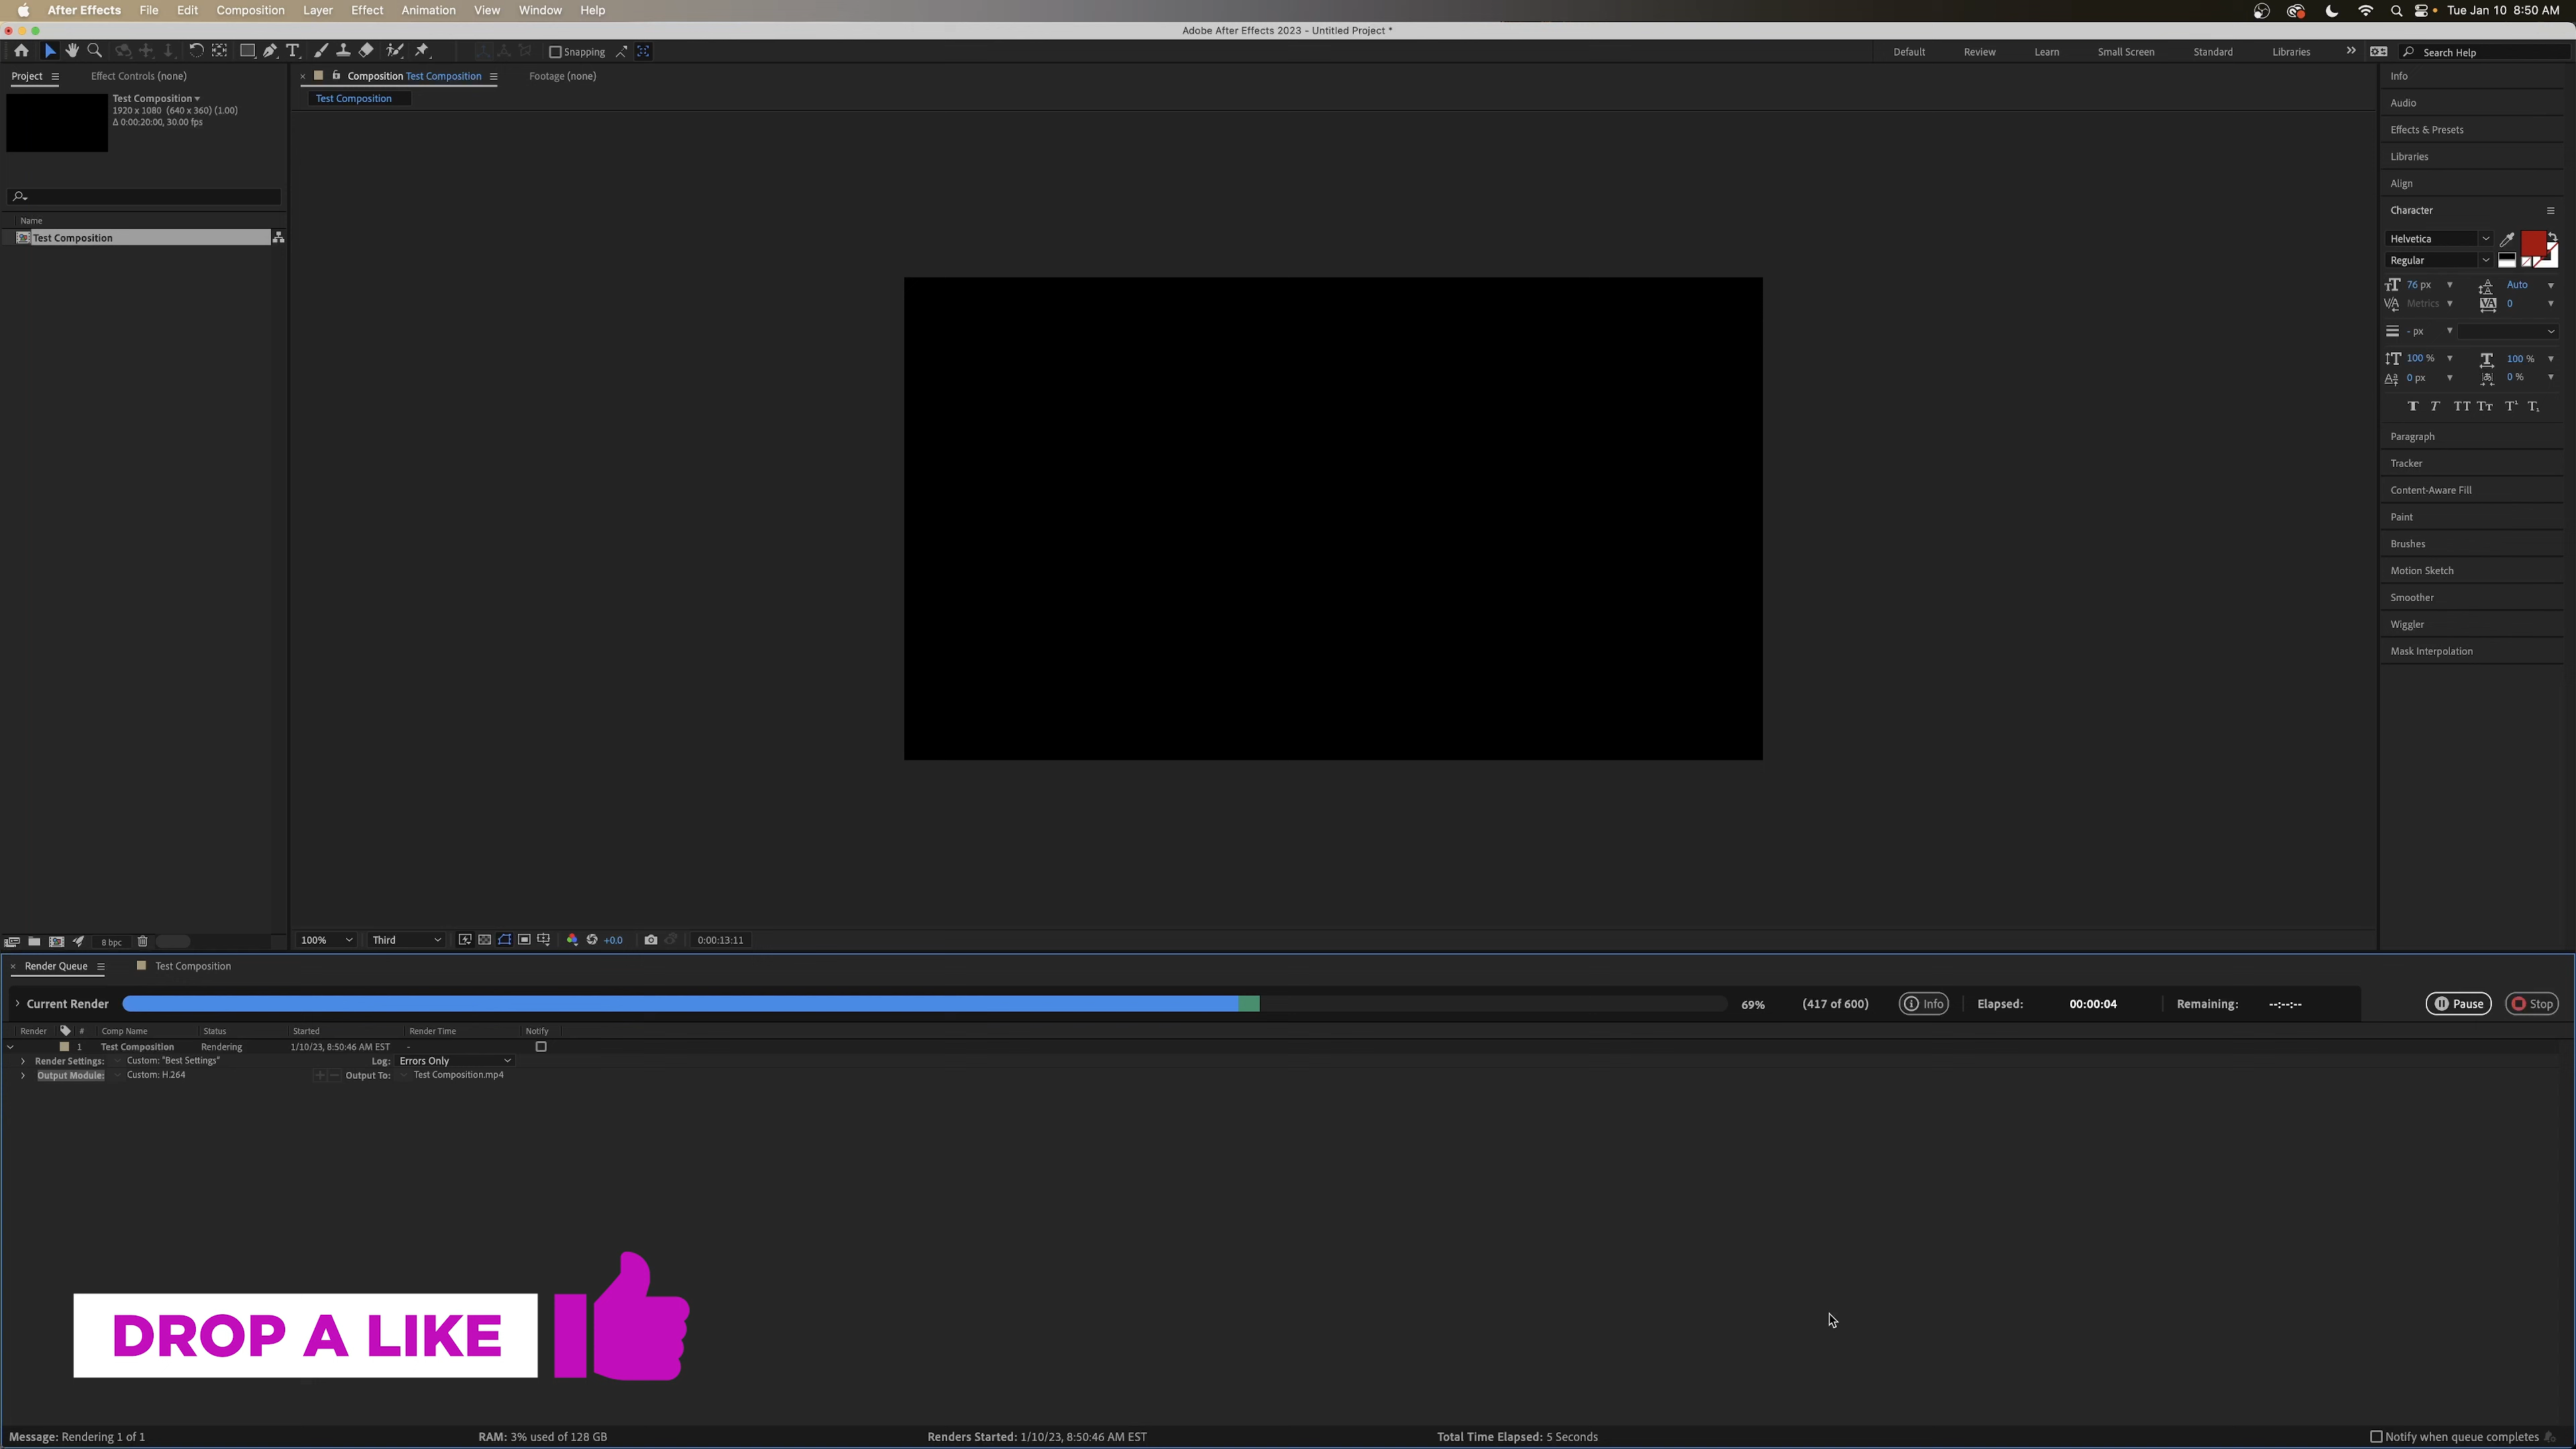 After Effects File Edit Composition Layer Effect Animation View Window Help Tue Jan 10 8:50 AM
Adobe After Effects 2023 - Untitled Project *
Snapping Default Review Learn Small Screen Standard Libraries Search Help
Project Effect Controls (none) Composition Test Composition Footage (none) Info
Test Composition
1920 x 1080 (640 x 360) (1.00)
Δ 0:00:20:00, 30.00 fps
Test Composition
Audio
Effects & Presets
Libraries
Align
Name
Test Composition
Character
Helvetica
Regular
76 px Auto
Metrics 0
- px
100 % 100 %
0 px 0 %
Paragraph
Tracker
Content-Aware Fill
Paint
Brushes
Motion Sketch
Smoother
Wiggler
Mask Interpolation
8 bpc 100% Third +0.0 0:00:13:11
Render Queue Test Composition
Current Render 69% (417 of 600) Info Elapsed: 00:00:04 Remaining: --:--:-- Pause Stop
Render # Comp Name Status Started Render Time Notify
1 Test Composition Rendering 1/10/23, 8:50:46 AM EST -
Render Settings: Custom: "Best Settings" Log: Errors Only
Output Module: Custom: H.264 Output To: Test Composition.mp4
DROP A LIKE
Message: Rendering 1 of 1 RAM: 3% used of 128 GB Renders Started: 1/10/23, 8:50:46 AM EST Total Time Elapsed: 5 Seconds Notify when queue completes